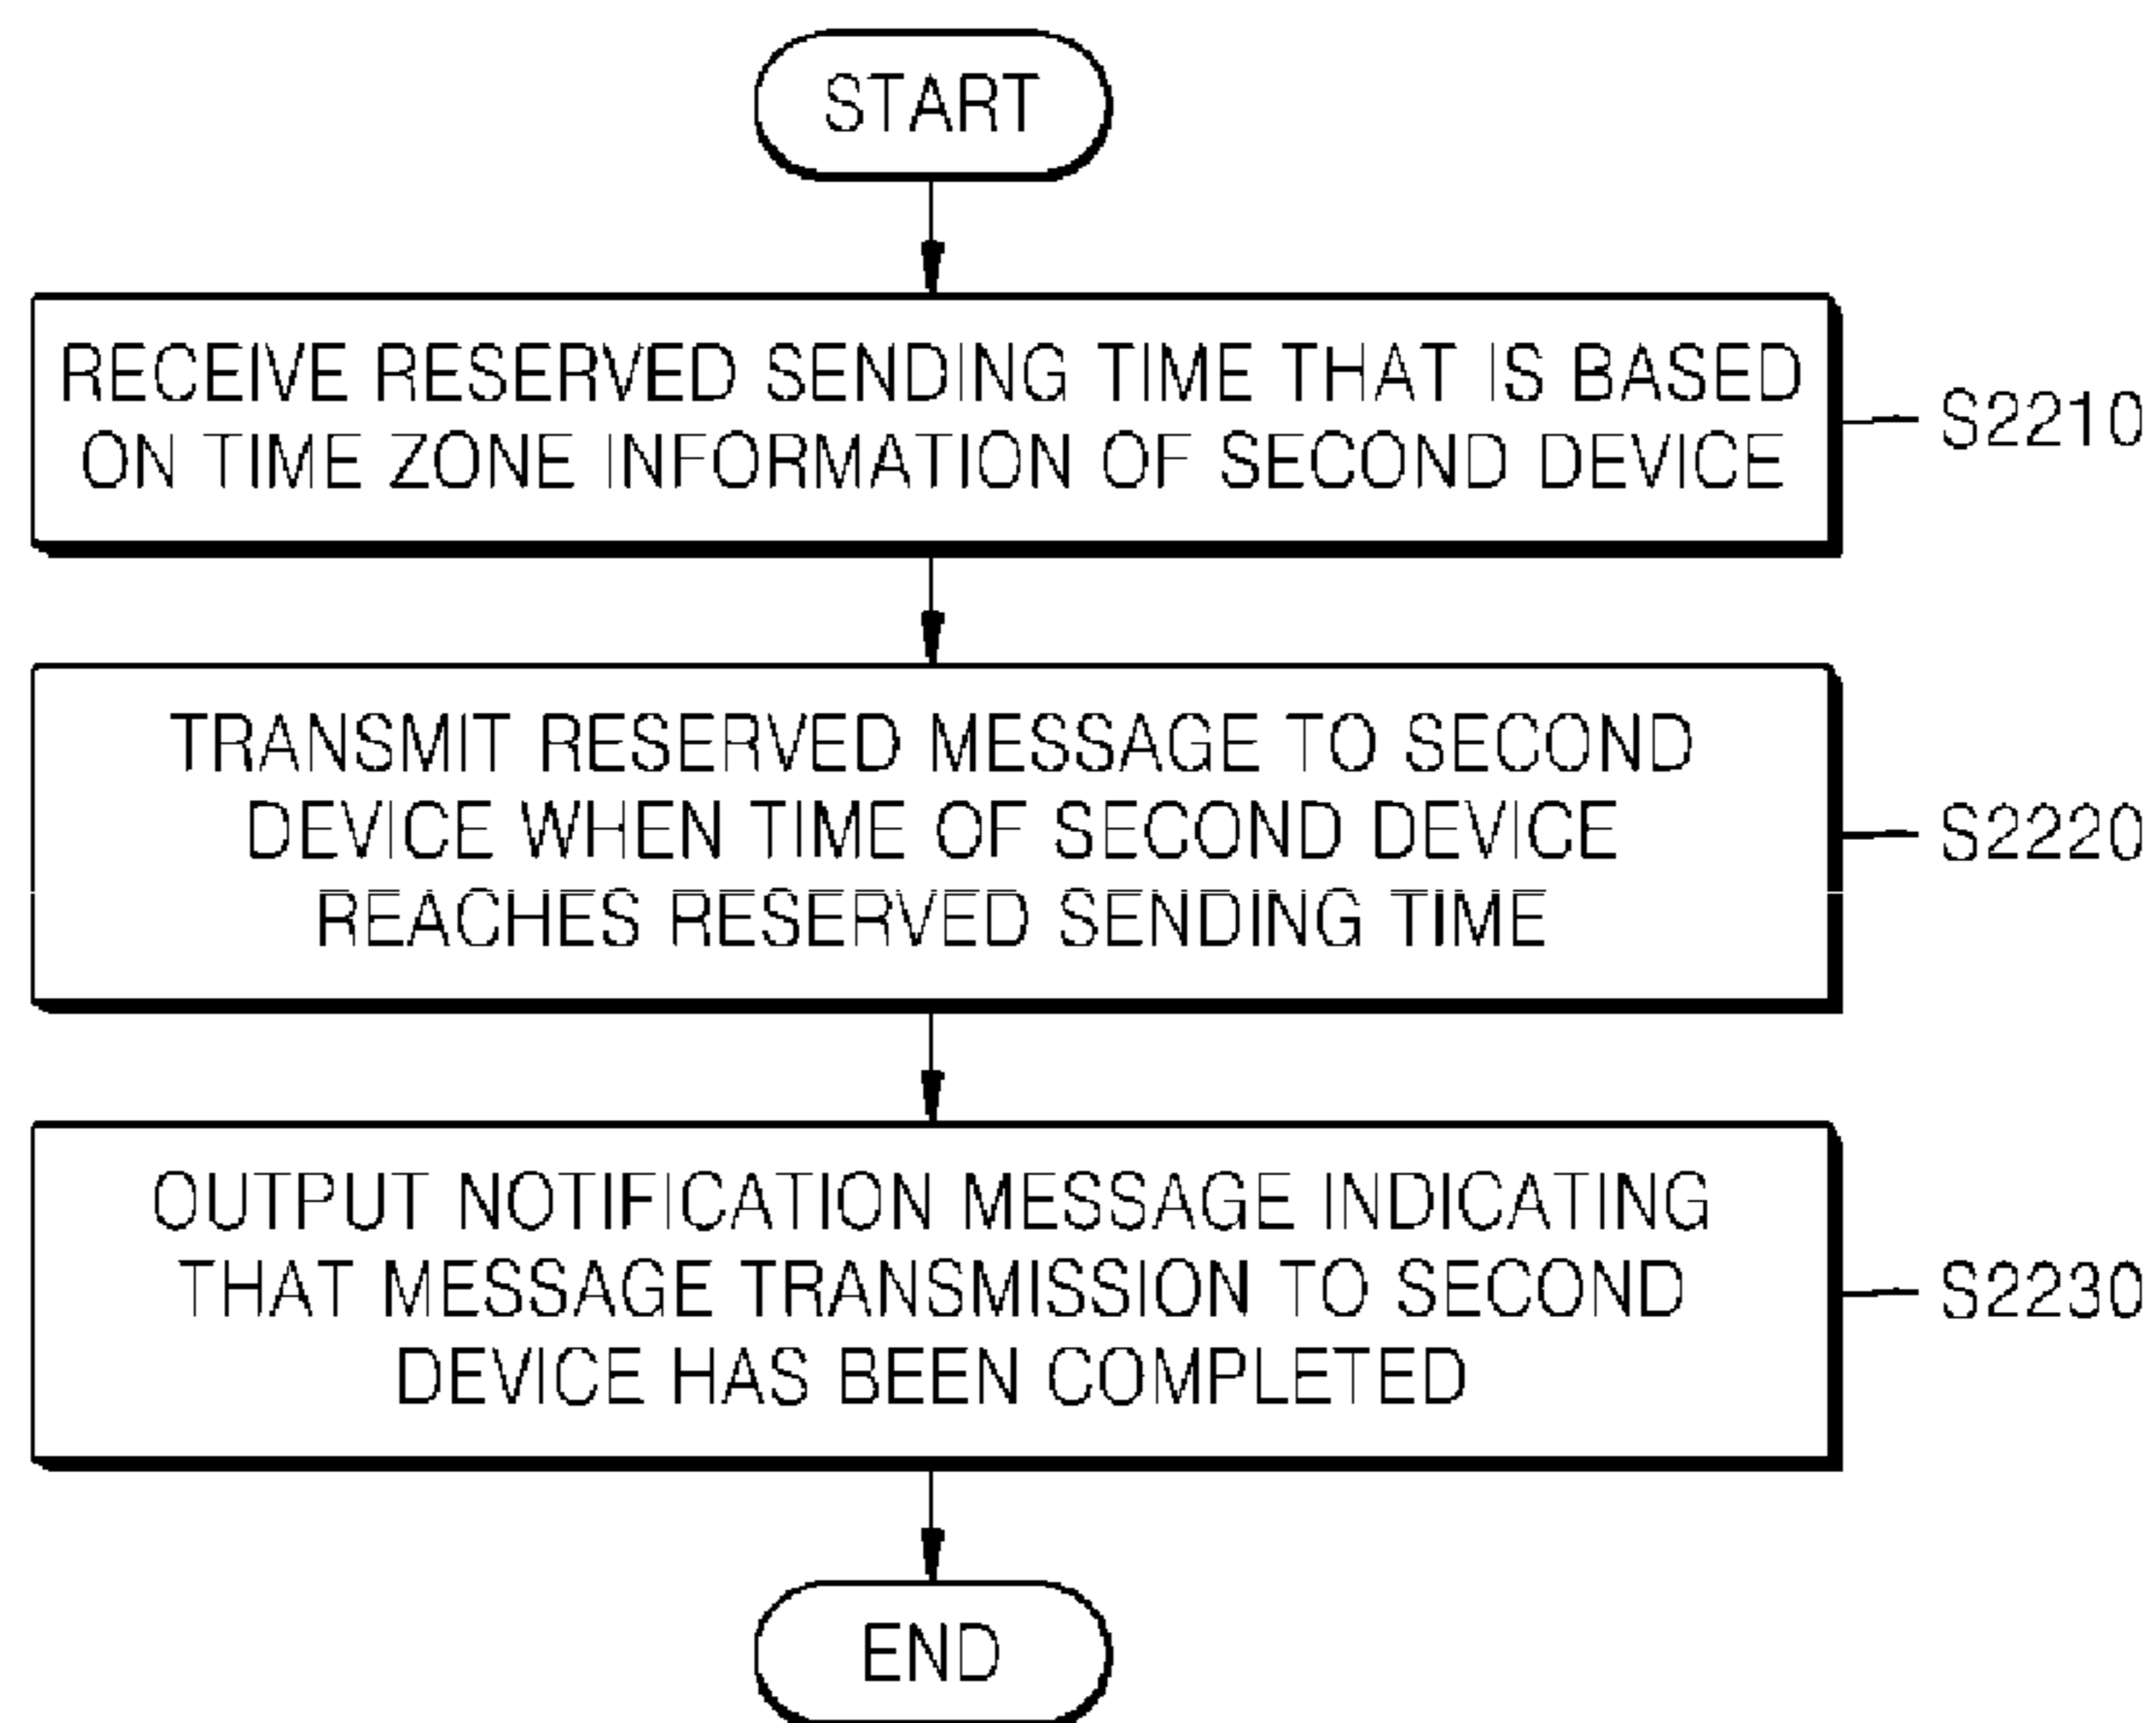 START
RECEIVE RESERVED SENDING TIME THAT IS BASED
ON TIME ZONE INFORMATION OF SECOND DEVICE
S2210
TRANSMIT RESERVED MESSAGE TO SECOND
DEVICE WHEN TIME OF SECOND DEVICE
REACHES RESERVED SENDING TIME
S2220
OUTPUT NOTIFICATION MESSAGE INDICATING
THAT MESSAGE TRANSMISSION TO SECOND
DEVICE HAS BEEN COMPLETED
S2230
END